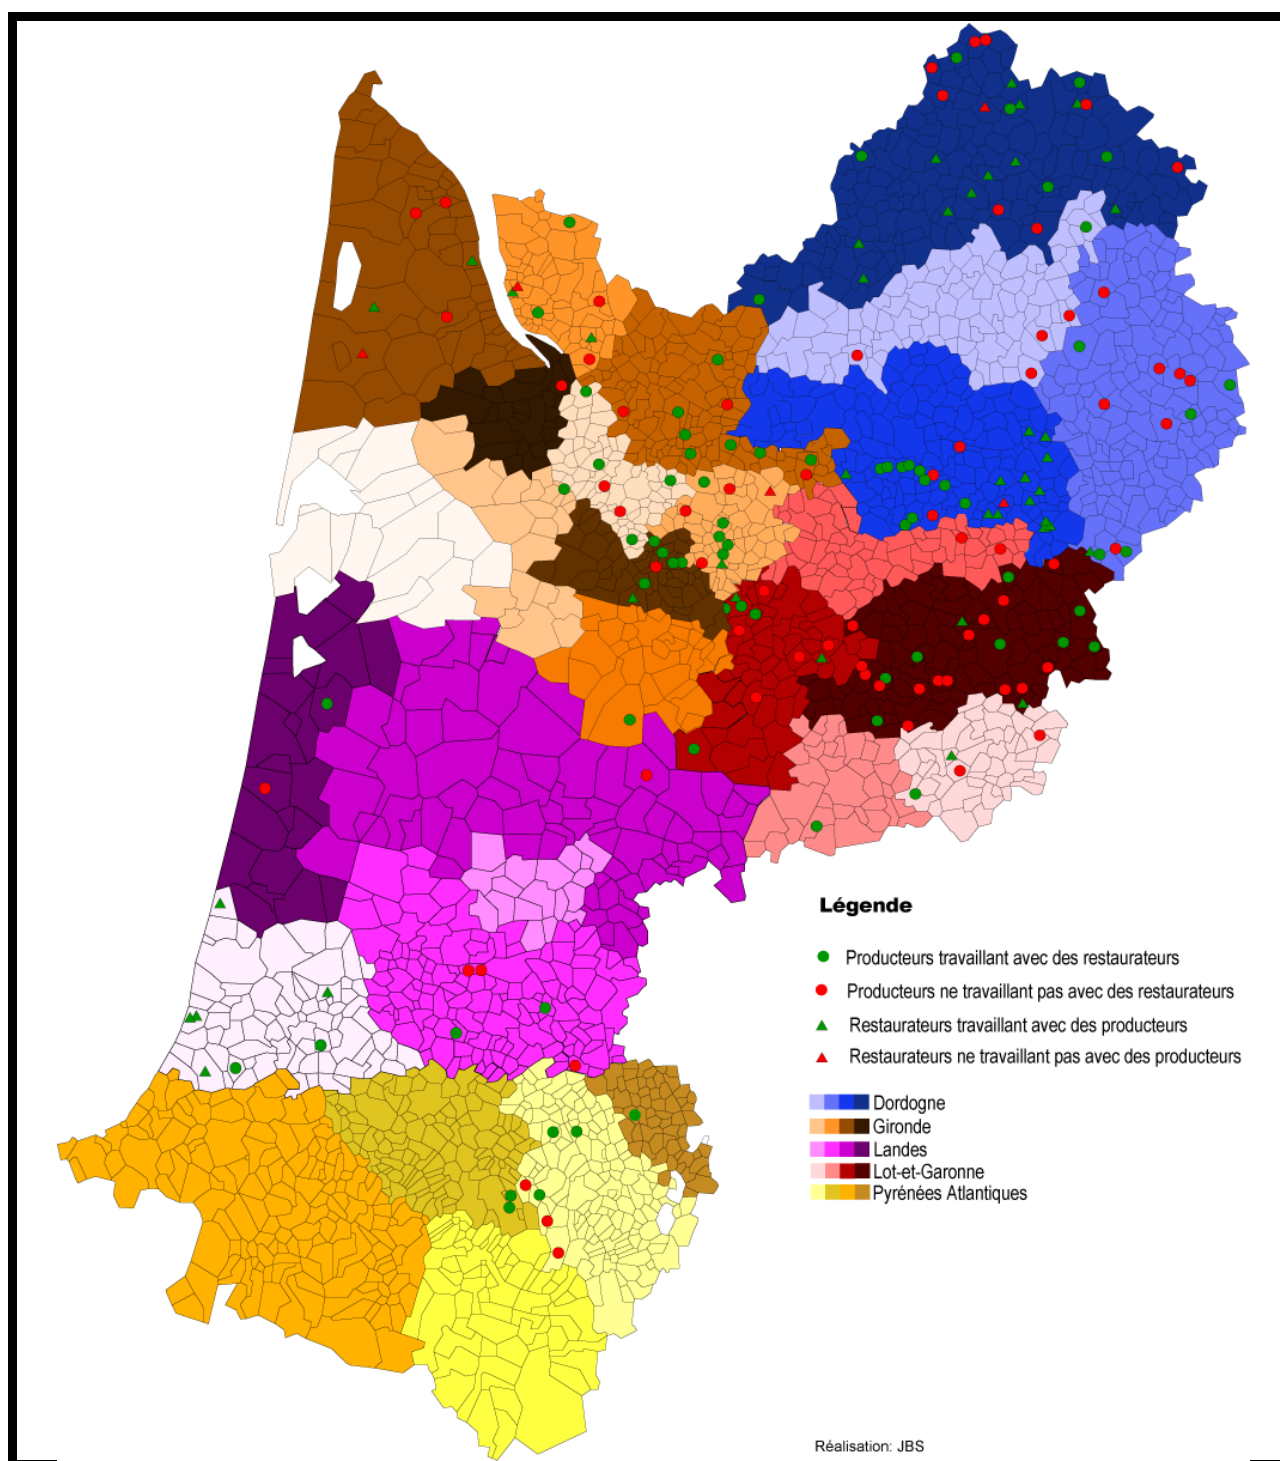 Légende
Producteurs travaillant avec des restaurateurs
Producteurs ne travaillant pas avec des restaurateurs
Restaurateurs travaillant avec des producteurs
Restaurateurs ne travaillant pas avec des producteurs
Dordogne
Gironde
Landes
Lot-et-Garonne
Pyrénées Atlantiques
Réalisation: JBS